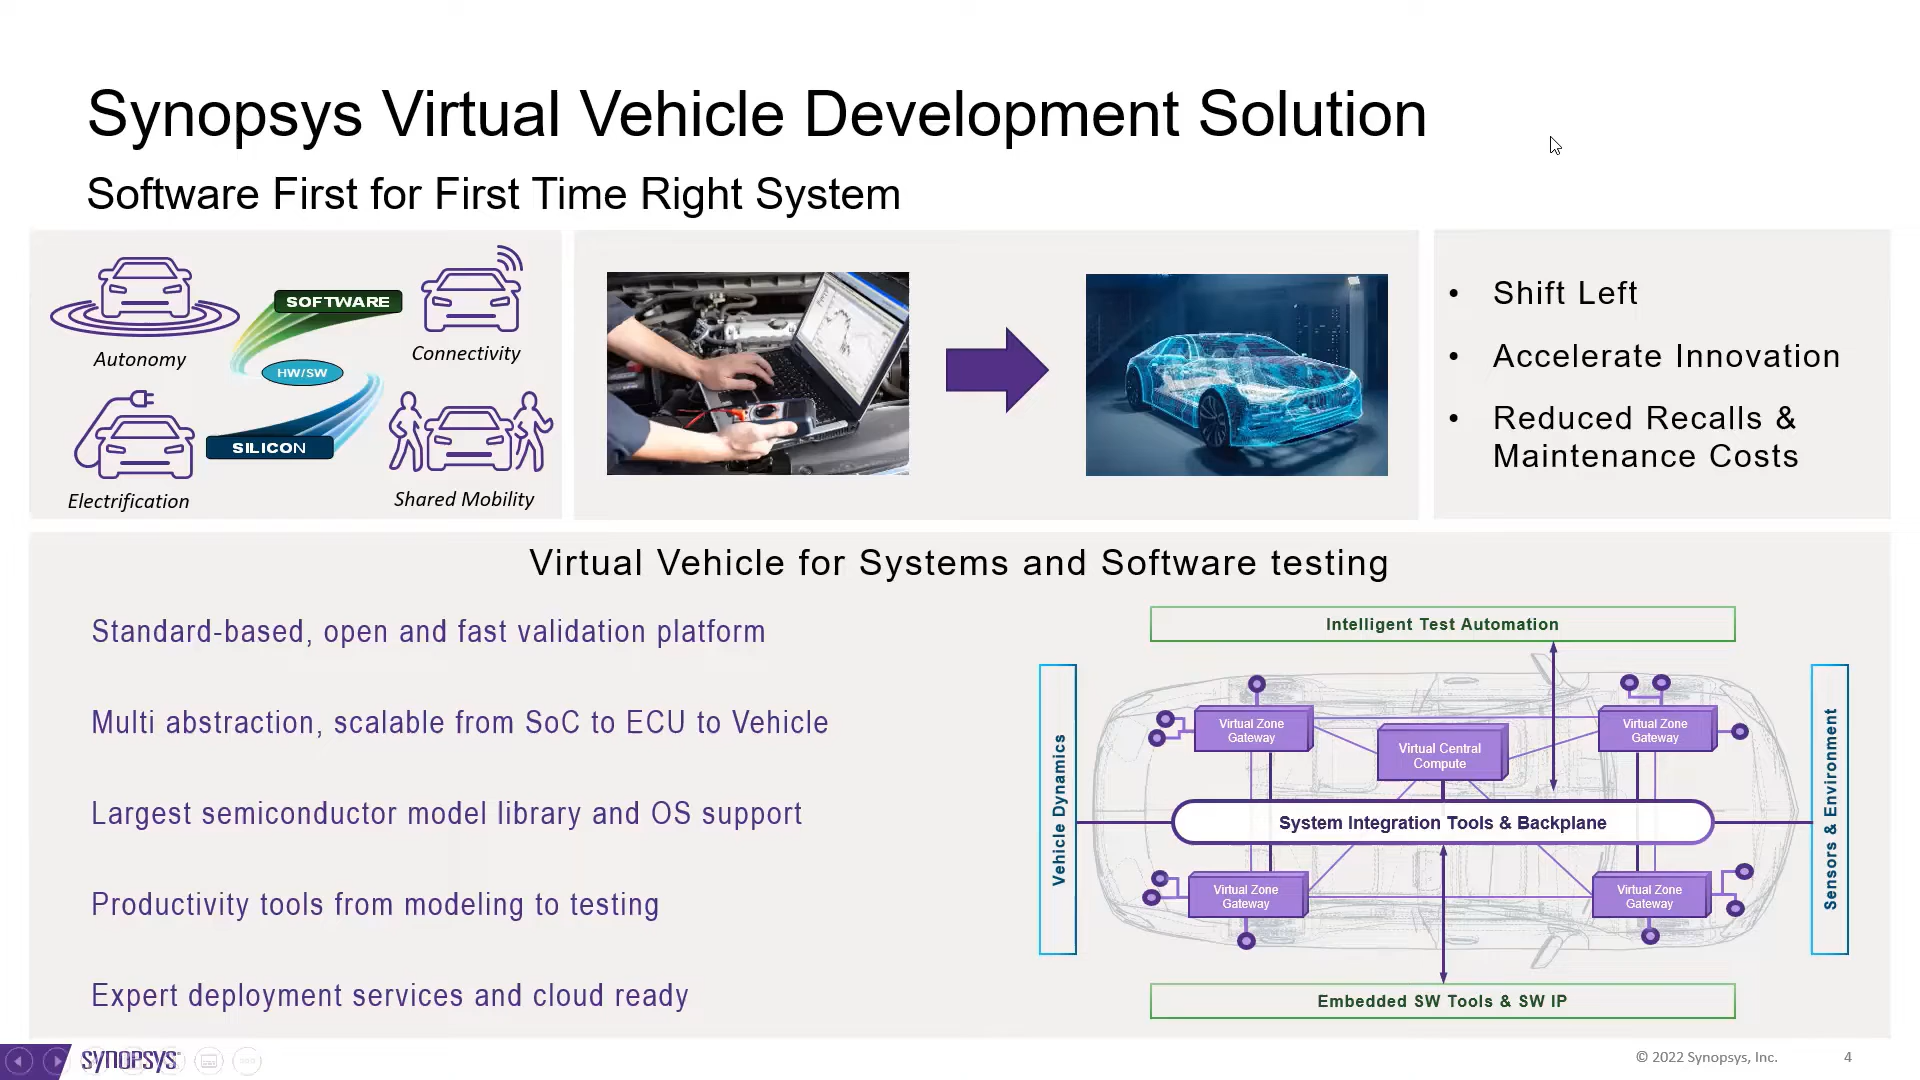 Synopsys Virtual Vehicle Development Solution
Software First for First Time Right System
Autonomy
SOFTWARE
Connectivity
HW/SW
SILICON
Electrification
Shared Mobility
• Shift Left
• Accelerate Innovation
• Reduced Recalls &
Maintenance Costs
Virtual Vehicle for Systems and Software testing
Standard-based, open and fast validation platform
Multi abstraction, scalable from SoC to ECU to Vehicle
Largest semiconductor model library and OS support
Productivity tools from modeling to testing
Expert deployment services and cloud ready
Intelligent Test Automation
Vehicle Dynamics
Virtual Zone
Gateway
Virtual Central
Compute
Virtual Zone
Gateway
System Integration Tools & Backplane
Virtual Zone
Gateway
Virtual Zone
Gateway
Sensors & Environment
Embedded SW Tools & SW IP
SYNOPSYS
© 2022 Synopsys, Inc.
4